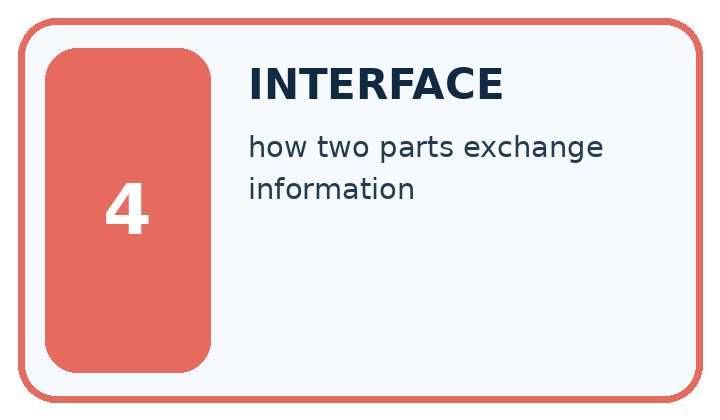 4
INTERFACE
how two parts exchange
information